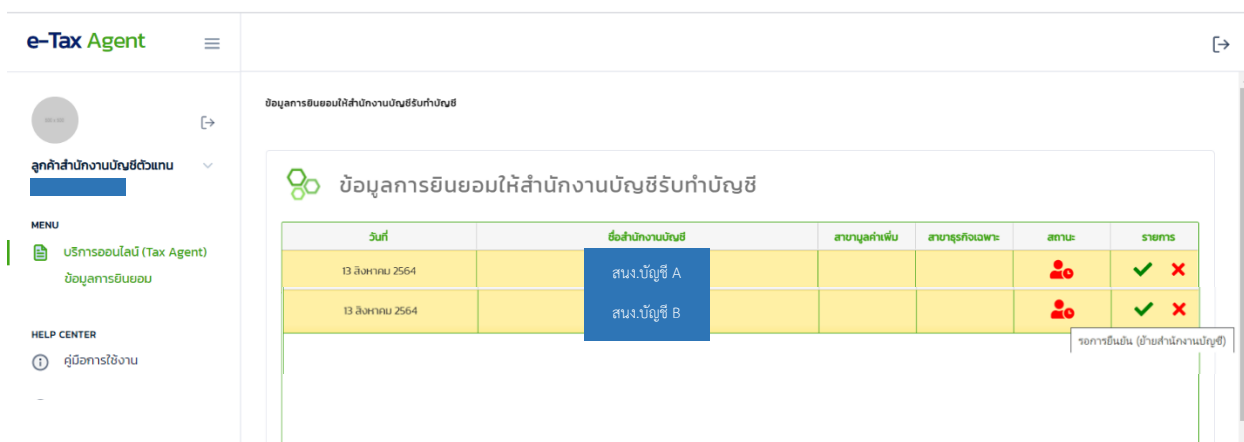 e-Tax Agent
ข้อมูลการยินยอมให้สำนักงานบัญชีรับทำบัญชี
ลูกค้าสำนักงานบัญชีตัวแทน
ข้อมูลการยินยอมให้สำนักงานบัญชีรับทำบัญชี
MENU
บริการออนไลน์ (Tax Agent)
ข้อมูลการยินยอม
HELP CENTER
คู่มือการใช้งาน
วันที่ ชื่อสำนักงานบัญชี สาขามูลค่าเพิ่ม สาขาธุรกิจเฉพาะ สถานะ รายการ
13 สิงหาคม 2564 สนง.บัญชี A
13 สิงหาคม 2564 สนง.บัญชี B
รอการยืนยัน (ย้ายสำนักงานบัญชี)